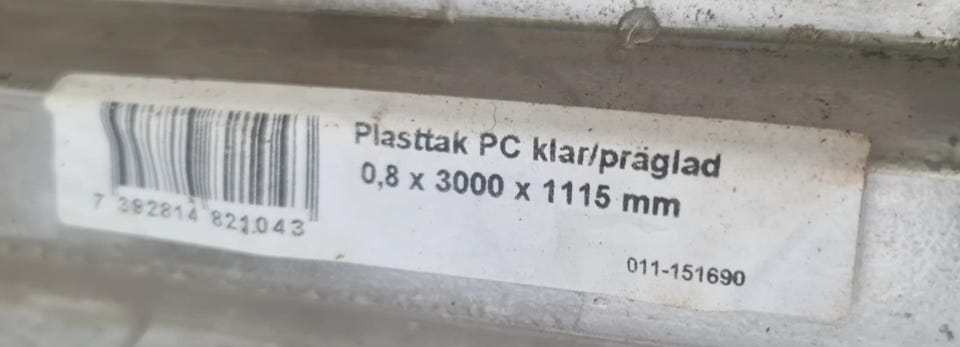 Plasttak PC klar/präglad
0,8 x 3000 x 1115 mm
7 392814 821043
011-151690